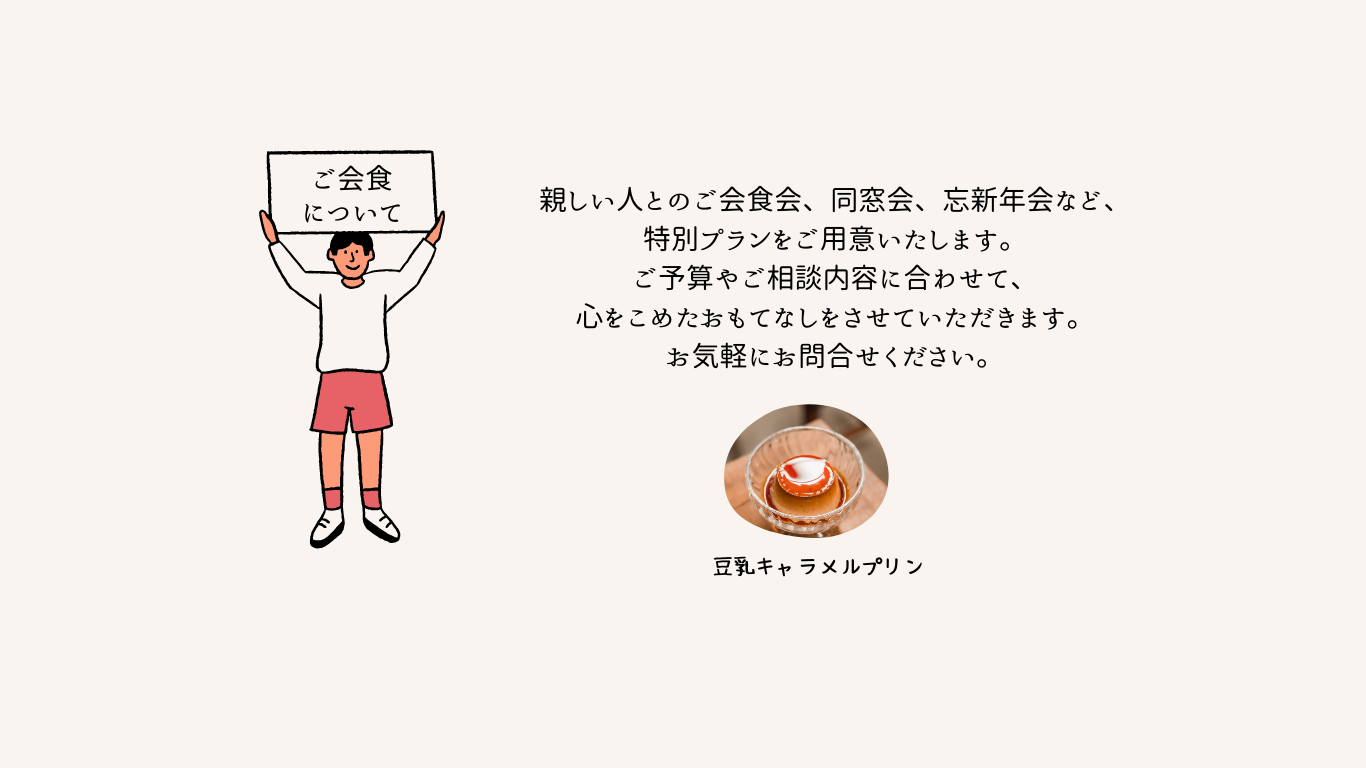 ご会食
について
親しい人とのご会食会、同窓会、忘新年会など、
特別プランをご用意いたします。
ご予算やご相談内容に合わせて、
心をこめたおもてなしをさせていただきます。
お気軽にお問合せください。
豆乳キャラメルプリン